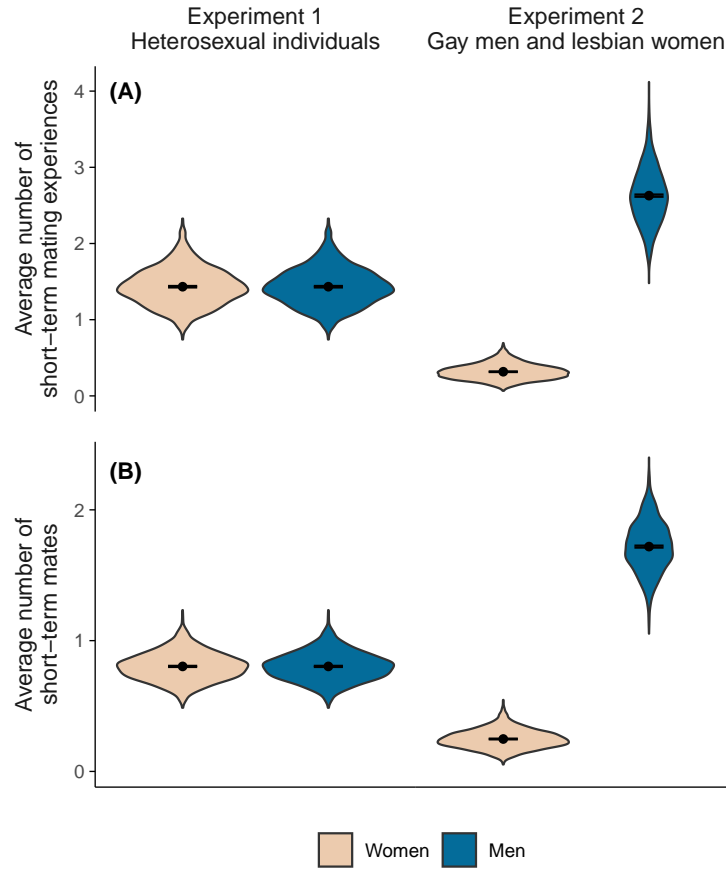 Experiment 1
Heterosexual individuals
Experiment 2
Gay men and lesbian women
(A)
Average number of
short−term mating experiences
4
3
2
1
0
(B)
Average number of
short−term mates
2
1
0
Women
Men